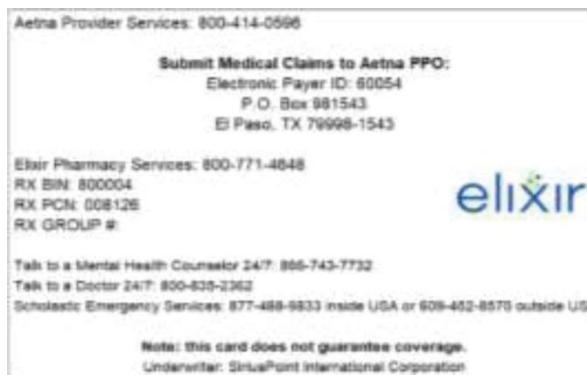 Aetna Provider Services: 800-414-0596
Submit Medical Claims to Aetna PPO:
Electronic Payer ID: 60054
P.O. Box 981543
El Paso, TX 79998-1543
Elixir Pharmacy Services: 800-771-4648
RX BIN: 800004
RX PCN: 008126
RX GROUP #:
elixir
Talk to a Mental Health Counselor 24/7: 866-743-7732
Talk to a Doctor 24/7: 800-835-2362
Scholastic Emergency Services: 877-488-9833 inside USA or 609-452-8570 outside US
Note: this card does not guarantee coverage.
Underwriter: SiriusPoint International Corporation